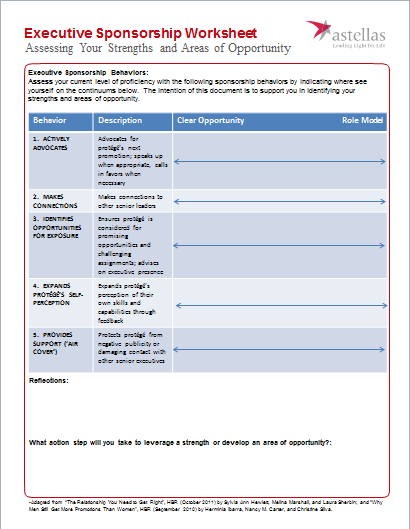 Executive Sponsorship Worksheet
Assessing Your Strengths and Areas of Opportunity
astellas
Leading Light for Life
Executive Sponsorship Behaviors:
Assess your current level of proficiency with the following sponsorship behaviors by indicating where see
yourself on the continuums below. The intention of this document is to support you in identifying your
strengths and areas of opportunity.
Behavior Description Clear Opportunity Role Model
1. ACTIVELY
ADVOCATES
Advocates for
protégé's next
promotion; speaks up
when appropriate, calls
in favors when
necessary
2. MAKES
CONNECTIONS
Makes connections to
other senior leaders
3. IDENTIFIES
OPPORTUNITIES
FOR EXPOSURE
Ensures protégé is
considered for
promising
opportunities and
challenging
assignments; advises
on executive presence
4. EXPANDS
PROTÉGÉ'S SELF-
PERCEPTION
Expands protégé's
perception of their
own skills and
capabilities through
feedback
5. PROVIDES
SUPPORT ("AIR
COVER")
Protects protégé from
negative publicity or
damaging contact with
other senior executives
Reflections:
What action step will you take to leverage a strength or develop an area of opportunity?:
-Adapted from "The Relationship You Need to Get Right", HBR (October 2011) by Sylvia Ann Hewlett, Melina Marshall, and Laura Sherbin; and "Why
Men Still Get More Promotions Than Women", HBR, (September 2010) by Herminia Ibarra, Nancy M. Carter, and Christine Silva.